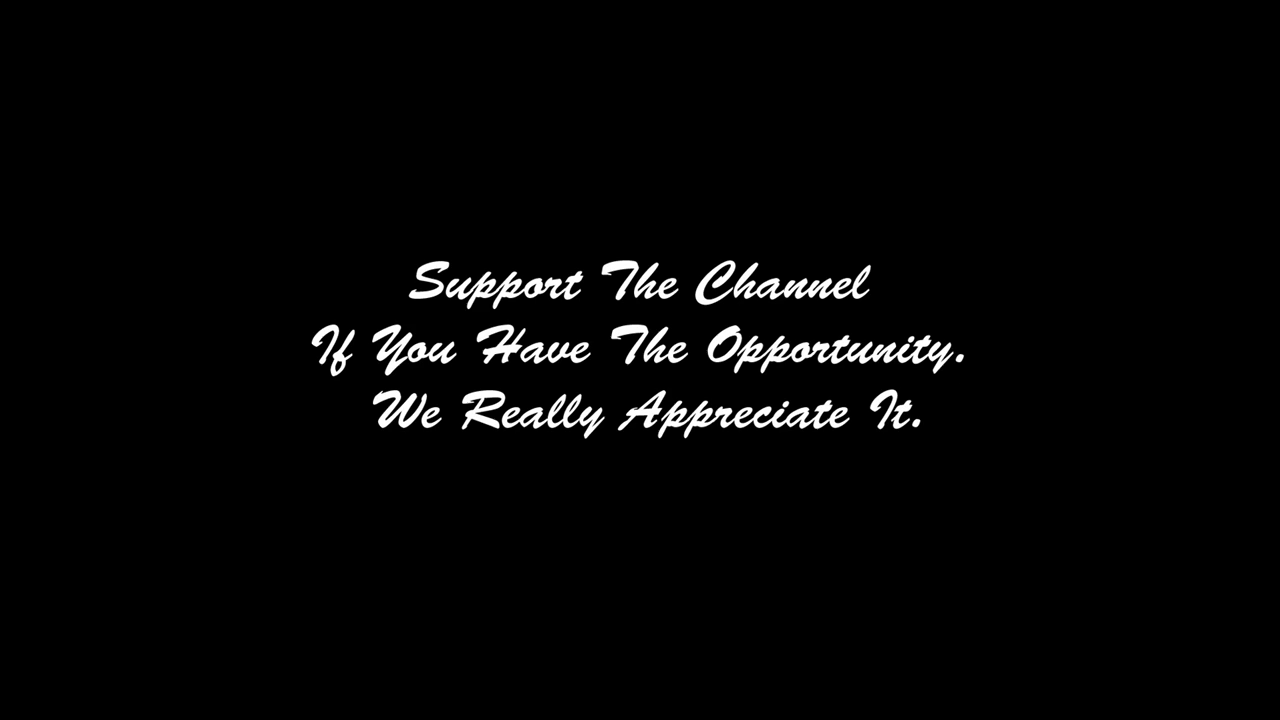 Support The Channel
If You Have The Opportunity.
We Really Appreciate It.